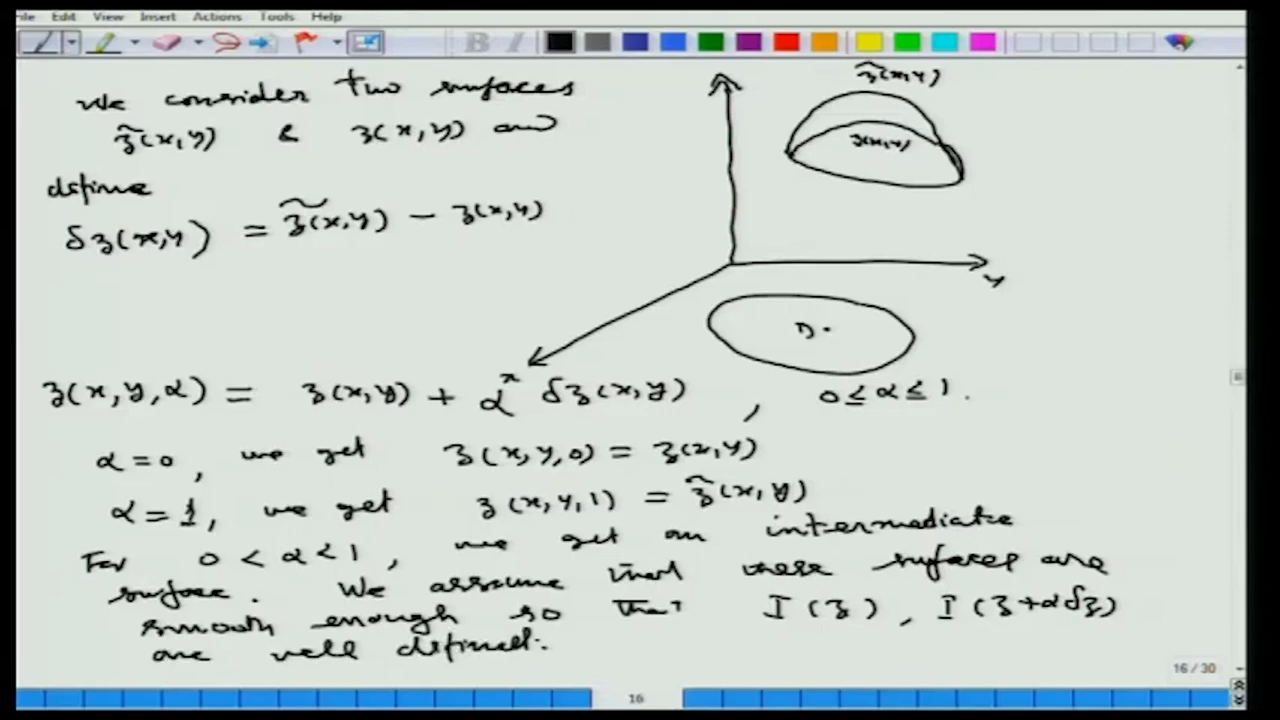 File Edit View Insert Actions Tools Help
We consider two surfaces
z̃(x,y) & z(x,y) and
define
δz(x,y) = z̃(x,y) − z(x,y)
z̃(x,y)
z(x,y)
y
D.
x
z(x,y,α) = z(x,y) + α δz(x,y) , 0≤α≤1.
α=0, we get z(x,y,0) = z(x,y)
α=1, we get z(x,y,1) = z̃(x,y)
For 0<α<1, we get an intermediate
surface. We assume that these surfaces are
smooth enough so that I(z), I(z+αδz)
are well defined.
16/30
16